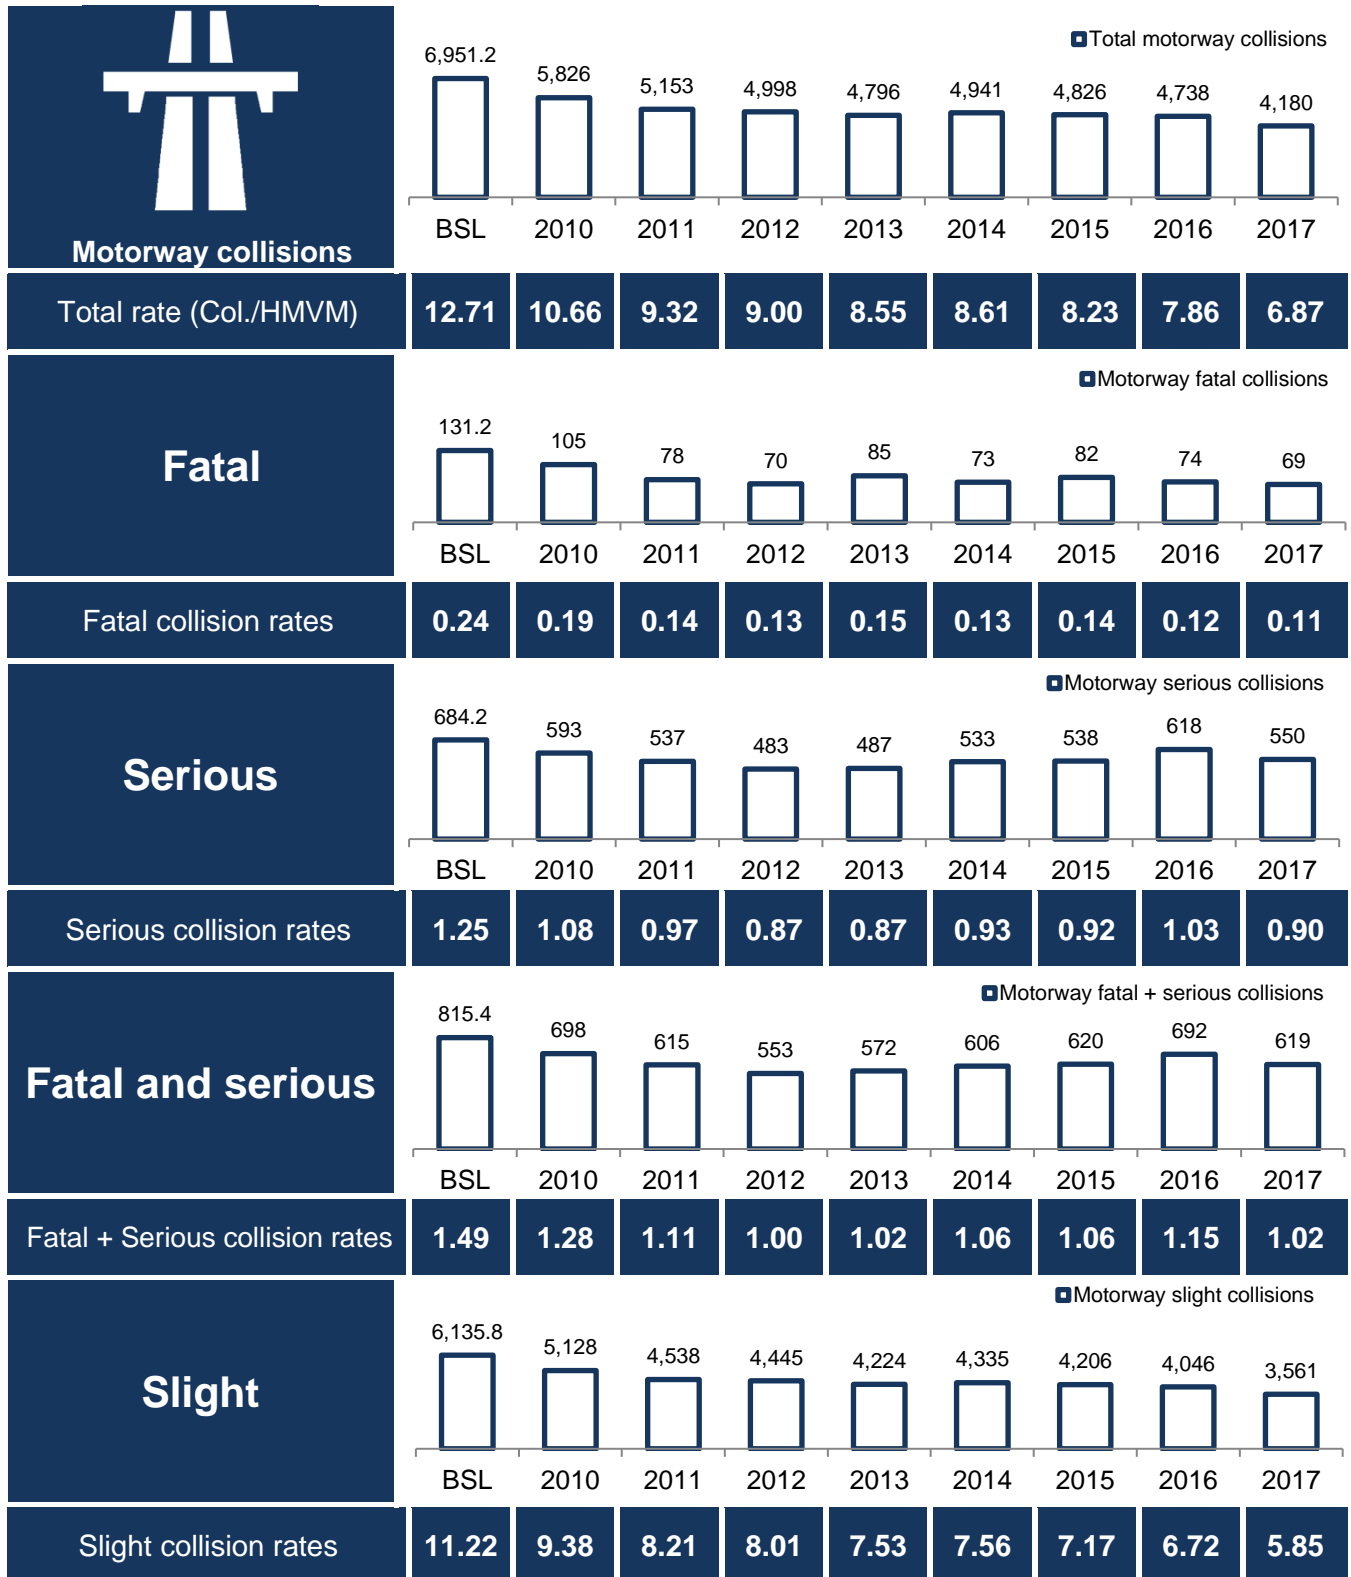 Total motorway collisions
6,951.2 5,826 5,153 4,998 4,796 4,941 4,826 4,738 4,180
BSL 2010 2011 2012 2013 2014 2015 2016 2017
Motorway collisions
Total rate (Col./HMVM) 12.71 10.66 9.32 9.00 8.55 8.61 8.23 7.86 6.87
Motorway fatal collisions
131.2 105 78 70 85 73 82 74 69
Fatal
BSL 2010 2011 2012 2013 2014 2015 2016 2017
Fatal collision rates 0.24 0.19 0.14 0.13 0.15 0.13 0.14 0.12 0.11
Motorway serious collisions
684.2 593 537 483 487 533 538 618 550
Serious
BSL 2010 2011 2012 2013 2014 2015 2016 2017
Serious collision rates 1.25 1.08 0.97 0.87 0.87 0.93 0.92 1.03 0.90
Motorway fatal + serious collisions
815.4 698 615 553 572 606 620 692 619
Fatal and serious
BSL 2010 2011 2012 2013 2014 2015 2016 2017
Fatal + Serious collision rates 1.49 1.28 1.11 1.00 1.02 1.06 1.06 1.15 1.02
Motorway slight collisions
6,135.8 5,128 4,538 4,445 4,224 4,335 4,206 4,046 3,561
Slight
BSL 2010 2011 2012 2013 2014 2015 2016 2017
Slight collision rates 11.22 9.38 8.21 8.01 7.53 7.56 7.17 6.72 5.85